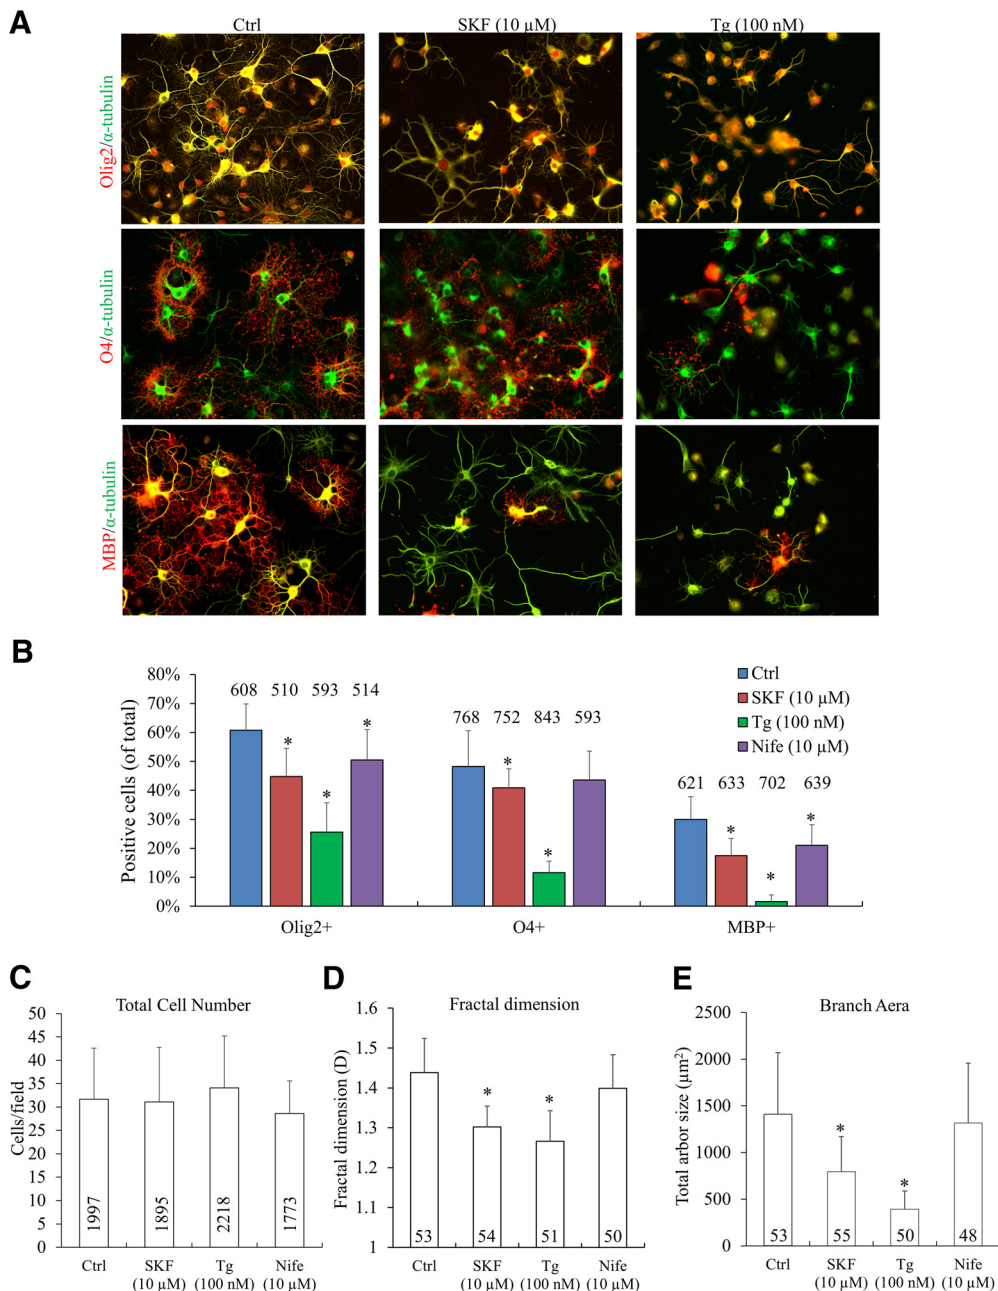 A
Ctrl
SKF (10 µM)
Tg (100 nM)
Olig2/α-tubulin
O4/α-tubulin
MBP/α-tubulin
B
Positive cells (of total)
80%
70%
60%
50%
40%
30%
20%
10%
0%
608 510 593 514
768 752 843 593
621 633 702 639
* * *
* *
* * *
Ctrl
SKF (10 µM)
Tg (100 nM)
Nife (10 µM)
Olig2+
O4+
MBP+
C
Total Cell Number
Cells/field
50
45
40
35
30
25
20
15
10
5
0
1997
1895
2218
1773
Ctrl
SKF
(10 µM)
Tg
(100 nM)
Nife
(10 µM)
D
Fractal dimension
Fractal dimension (D)
1.6
1.5
1.4
1.3
1.2
1.1
1
* *
53
54
51
50
Ctrl
SKF
(10 µM)
Tg
(100 nM)
Nife
(10 µM)
E
Branch Aera
Total arbor size (µm²)
2500
2000
1500
1000
500
0
*
*
53
55
50
48
Ctrl
SKF
(10 µM)
Tg
(100 nM)
Nife
(10 µM)